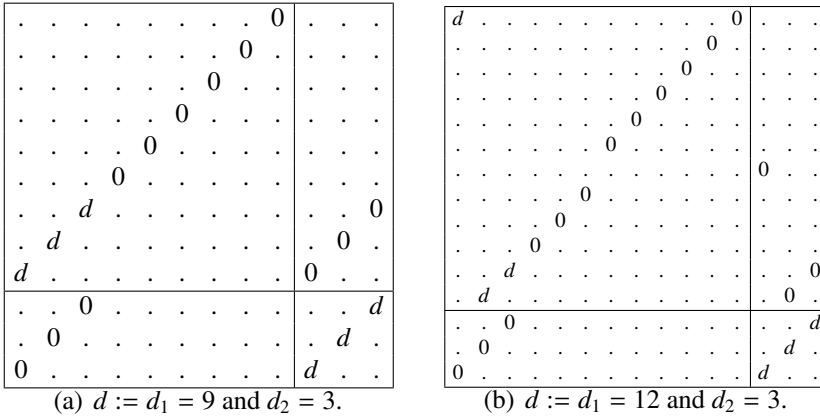 . . . . . . . . 0 . . .
. . . . . . . 0 . . . .
. . . . . . 0 . . . . .
. . . . . 0 . . . . . .
. . . . 0 . . . . . . .
. . . 0 . . . . . . . .
. . d . . . . . . . . 0
. d . . . . . . . . 0 .
d . . . . . . . . 0 . .
. . 0 . . . . . . . . d
. 0 . . . . . . . . d .
0 . . . . . . . . d . .
(a) d := d₁ = 9 and d₂ = 3.
d . . . . . . . . . . 0 . . .
. . . . . . . . . . 0 . . . .
. . . . . . . . . 0 . . . . .
. . . . . . . . 0 . . . . . .
. . . . . . . 0 . . . . . . .
. . . . . . 0 . . . . . . . .
. . . . . . . . . . . . 0 . .
. . . . . 0 . . . . . . . . .
. . . . 0 . . . . . . . . . .
. . . 0 . . . . . . . . . . .
. . d . . . . . . . . . . . 0
. d . . . . . . . . . . . 0 .
. . 0 . . . . . . . . . . . d
. 0 . . . . . . . . . . . d .
0 . . . . . . . . . . . d . .
(b) d := d₁ = 12 and d₂ = 3.